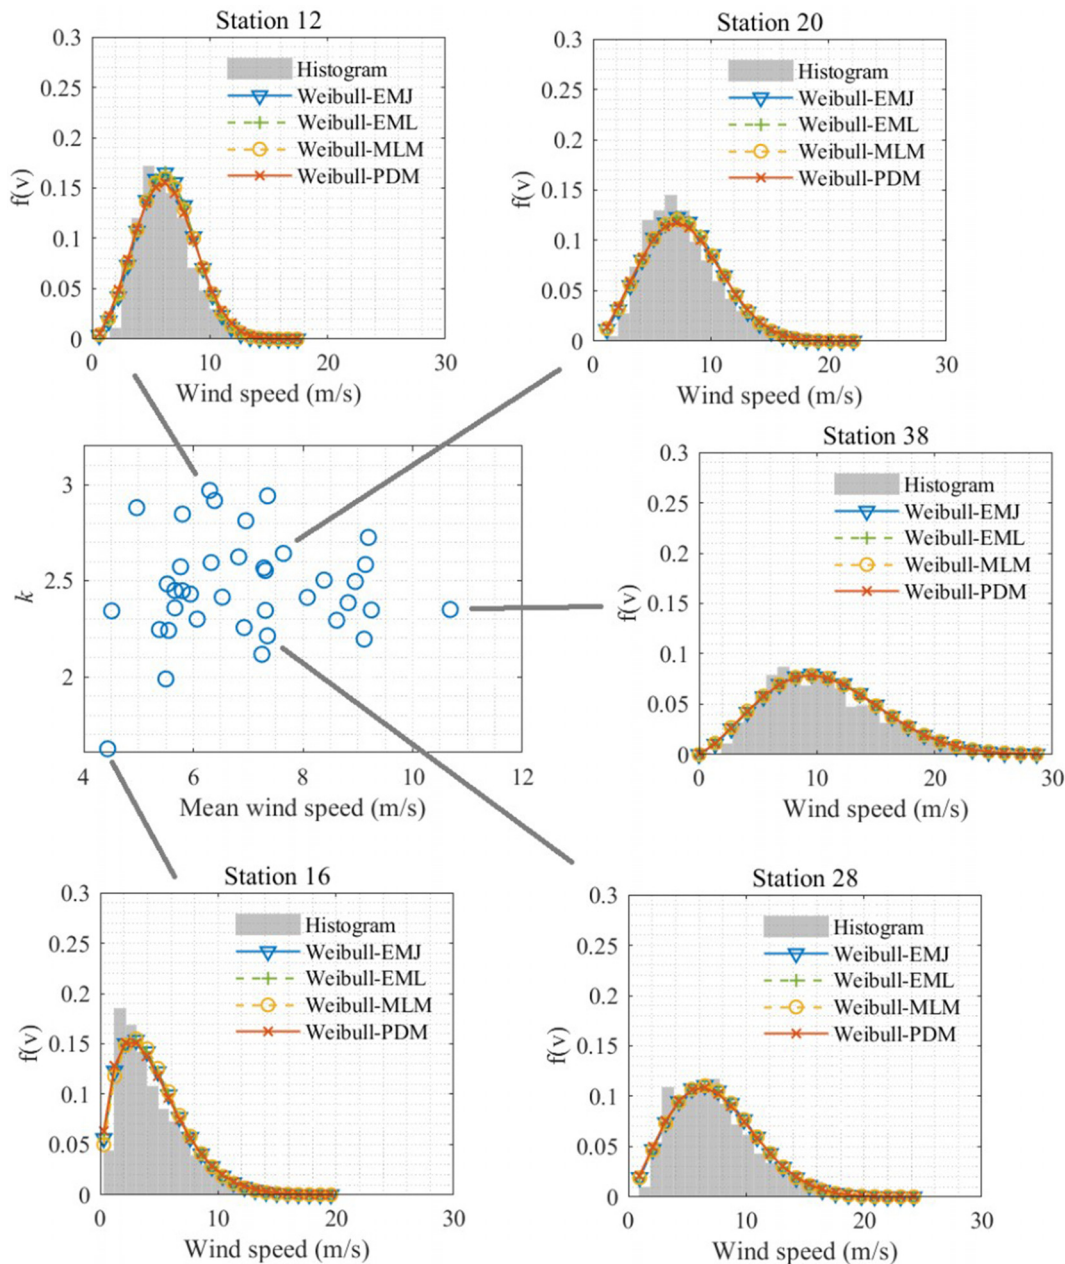 Station 12
0.3
0.25
0.2
0.15
0.1
0.05
0
f(v)
Histogram
Weibull-EMJ
Weibull-EML
Weibull-MLM
Weibull-PDM
0 10 20 30
Wind speed (m/s)
Station 20
0.3
0.25
0.2
0.15
0.1
0.05
0
f(v)
Histogram
Weibull-EMJ
Weibull-EML
Weibull-MLM
Weibull-PDM
0 10 20 30
Wind speed (m/s)
3
2.5
2
k
4 6 8 10 12
Mean wind speed (m/s)
Station 38
0.3
0.25
0.2
0.15
0.1
0.05
0
f(v)
Histogram
Weibull-EMJ
Weibull-EML
Weibull-MLM
Weibull-PDM
0 10 20 30
Wind speed (m/s)
Station 16
0.3
0.25
0.2
0.15
0.1
0.05
0
f(v)
Histogram
Weibull-EMJ
Weibull-EML
Weibull-MLM
Weibull-PDM
0 10 20 30
Wind speed (m/s)
Station 28
0.3
0.25
0.2
0.15
0.1
0.05
0
f(v)
Histogram
Weibull-EMJ
Weibull-EML
Weibull-MLM
Weibull-PDM
0 10 20 30
Wind speed (m/s)